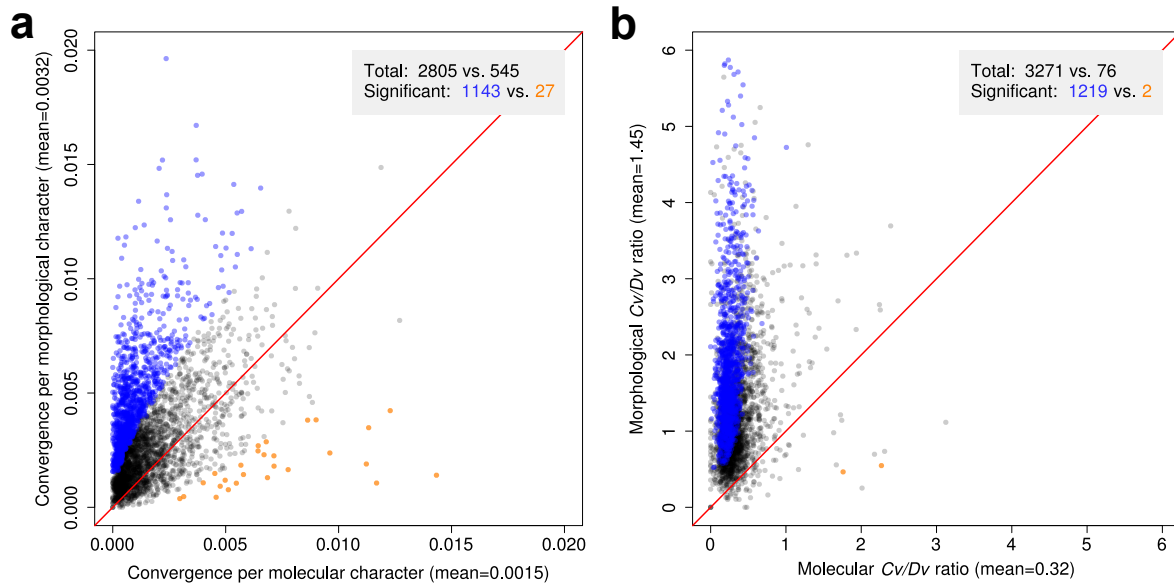 a
Convergence per morphological character (mean=0.0032)
0.000 0.005 0.010 0.015 0.020
Total: 2805 vs. 545
Significant: 1143 vs. 27
0.000 0.005 0.010 0.015 0.020
Convergence per molecular character (mean=0.0015)
b
Morphological Cv/Dv ratio (mean=1.45)
0 1 2 3 4 5 6
Total: 3271 vs. 76
Significant: 1219 vs. 2
0 1 2 3 4 5 6
Molecular Cv/Dv ratio (mean=0.32)